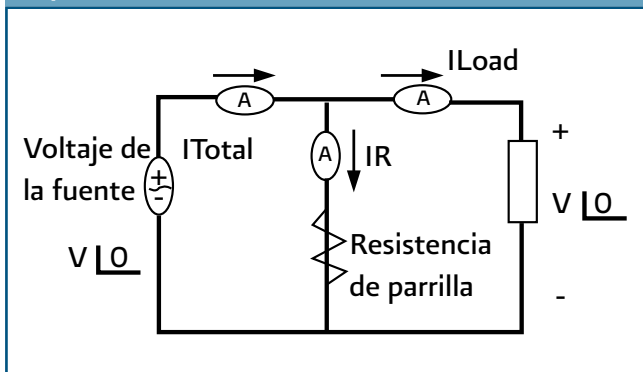 ILoad
A
A
+
Voltaje de
la fuente
+
-
ITotal
A
IR
V 0
V 0
Resistencia
de parrilla
-